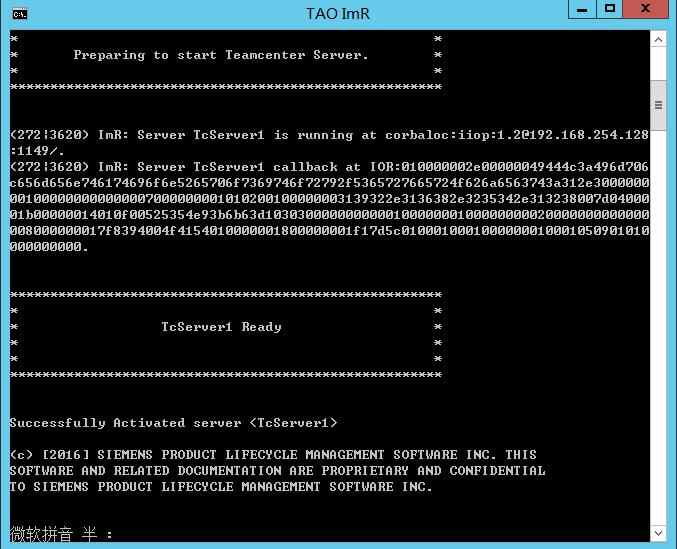 TAO ImR
*                                                    *
*       Preparing to start Teamcenter Server.        *
*                                                    *
******************************************************
(272|3620) ImR: Server TcServer1 is running at corbaloc:iiop:1.2@192.168.254.128
:1149/.
(272|3620) ImR: Server TcServer1 callback at IOR:010000002e00000049444c3a496d706
c656d656e746174696f6e5265706f7369746f72792f5365727665724f626a6563743a312e3000000
******************************************************
*                                                    *
*                  TcServer1 Ready                   *
*                                                    *
*                                                    *
******************************************************
Successfully Activated server <TcServer1>
(c) [2016] SIEMENS PRODUCT LIFECYCLE MANAGEMENT SOFTWARE INC. THIS
SOFTWARE AND RELATED DOCUMENTATION ARE PROPRIETARY AND CONFIDENTIAL
TO SIEMENS PRODUCT LIFECYCLE MANAGEMENT SOFTWARE INC.
微软拼音 半 :